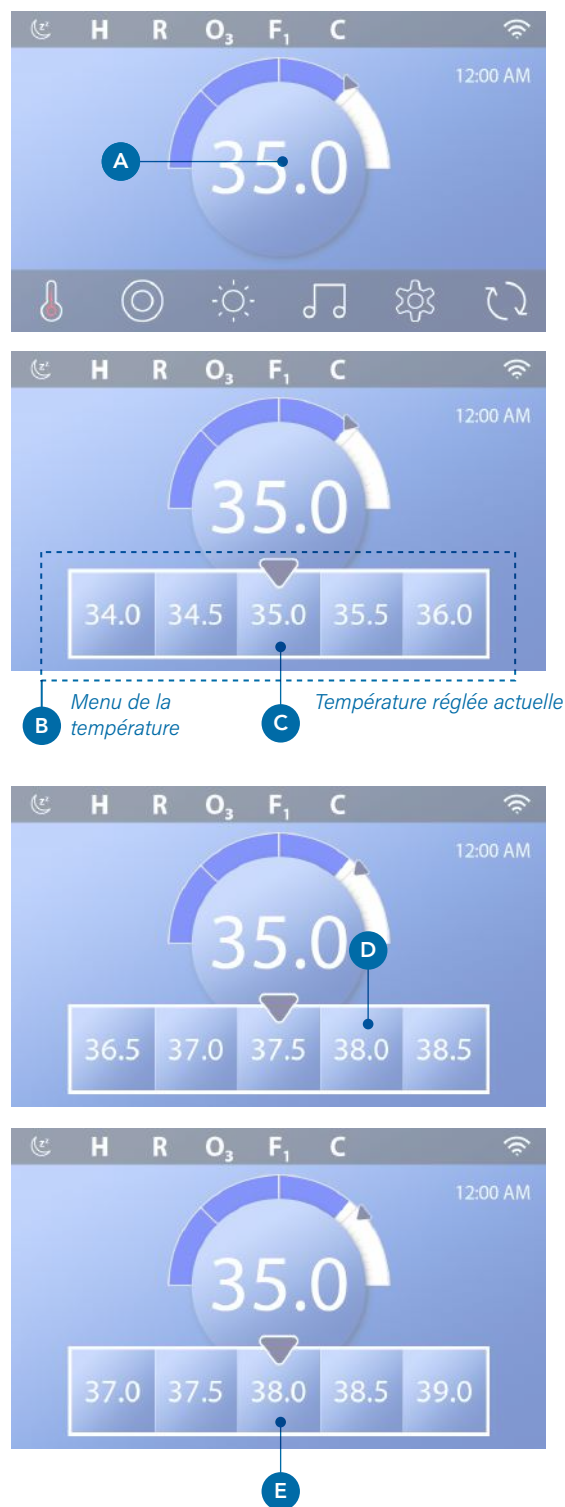 H R O₃ F₁ C
12:00 AM
A
35.0
H R O₃ F₁ C
12:00 AM
35.0
34.0 34.5 35.0 35.5 36.0
B
Menu de la
température
C
Température réglée actuelle
H R O₃ F₁ C
12:00 AM
35.0
D
36.5 37.0 37.5 38.0 38.5
H R O₃ F₁ C
12:00 AM
35.0
37.0 37.5 38.0 38.5 39.0
E